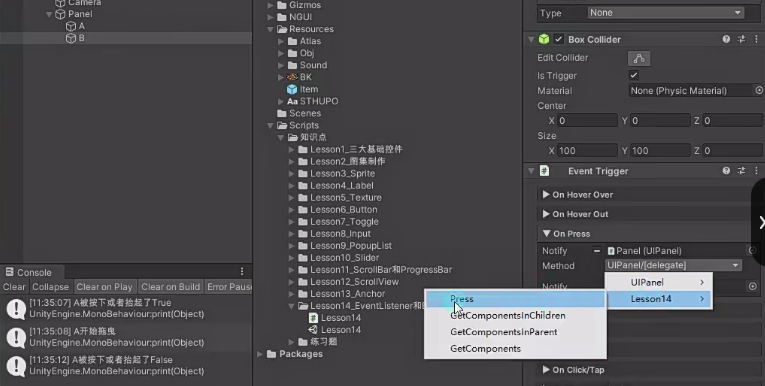 Camera
Panel
A
B
Gizmos
NGUI
Resources
Atlas
Obj
Sound
BK
Item
Aa STHUPO
Scenes
Scripts
知识点
Lesson1_三大基础控件
Lesson2_图集制作
Lesson3_Sprite
Lesson4_Label
Lesson5_Texture
Lesson6_Button
Lesson7_Toggle
Lesson8_Input
Lesson9_PopupList
Lesson10_Slider
Lesson11_ScrollBar和ProgressBar
Lesson12_ScrollView
Lesson13_Anchor
Lesson14_EventListener和
Lesson14
Lesson14
练习题
Packages
Type None
Box Collider
Edit Collider
Is Trigger
Material None (Physic Material)
Center
X 0 Y 0 Z 0
Size
X 100 Y 100 Z 0
Event Trigger
On Hover Over
On Hover Out
On Press
Notify Panel (UIPanel)
Method UIPanel/[delegate]
Notify
UIPanel
Lesson14
Press
GetComponentsInChildren
GetComponentsInParent
GetComponents
On Click/Tap
Console
Clear Collapse Clear on Play Clear on Build Error Paus
[11:35:07] A被按下或者抬起了True
UnityEngine.MonoBehaviour:print(Object)
[11:35:08] A开始拖曳
UnityEngine.MonoBehaviour:print(Object)
[11:35:12] A被按下或者抬起了False
UnityEngine.MonoBehaviour:print(Object)